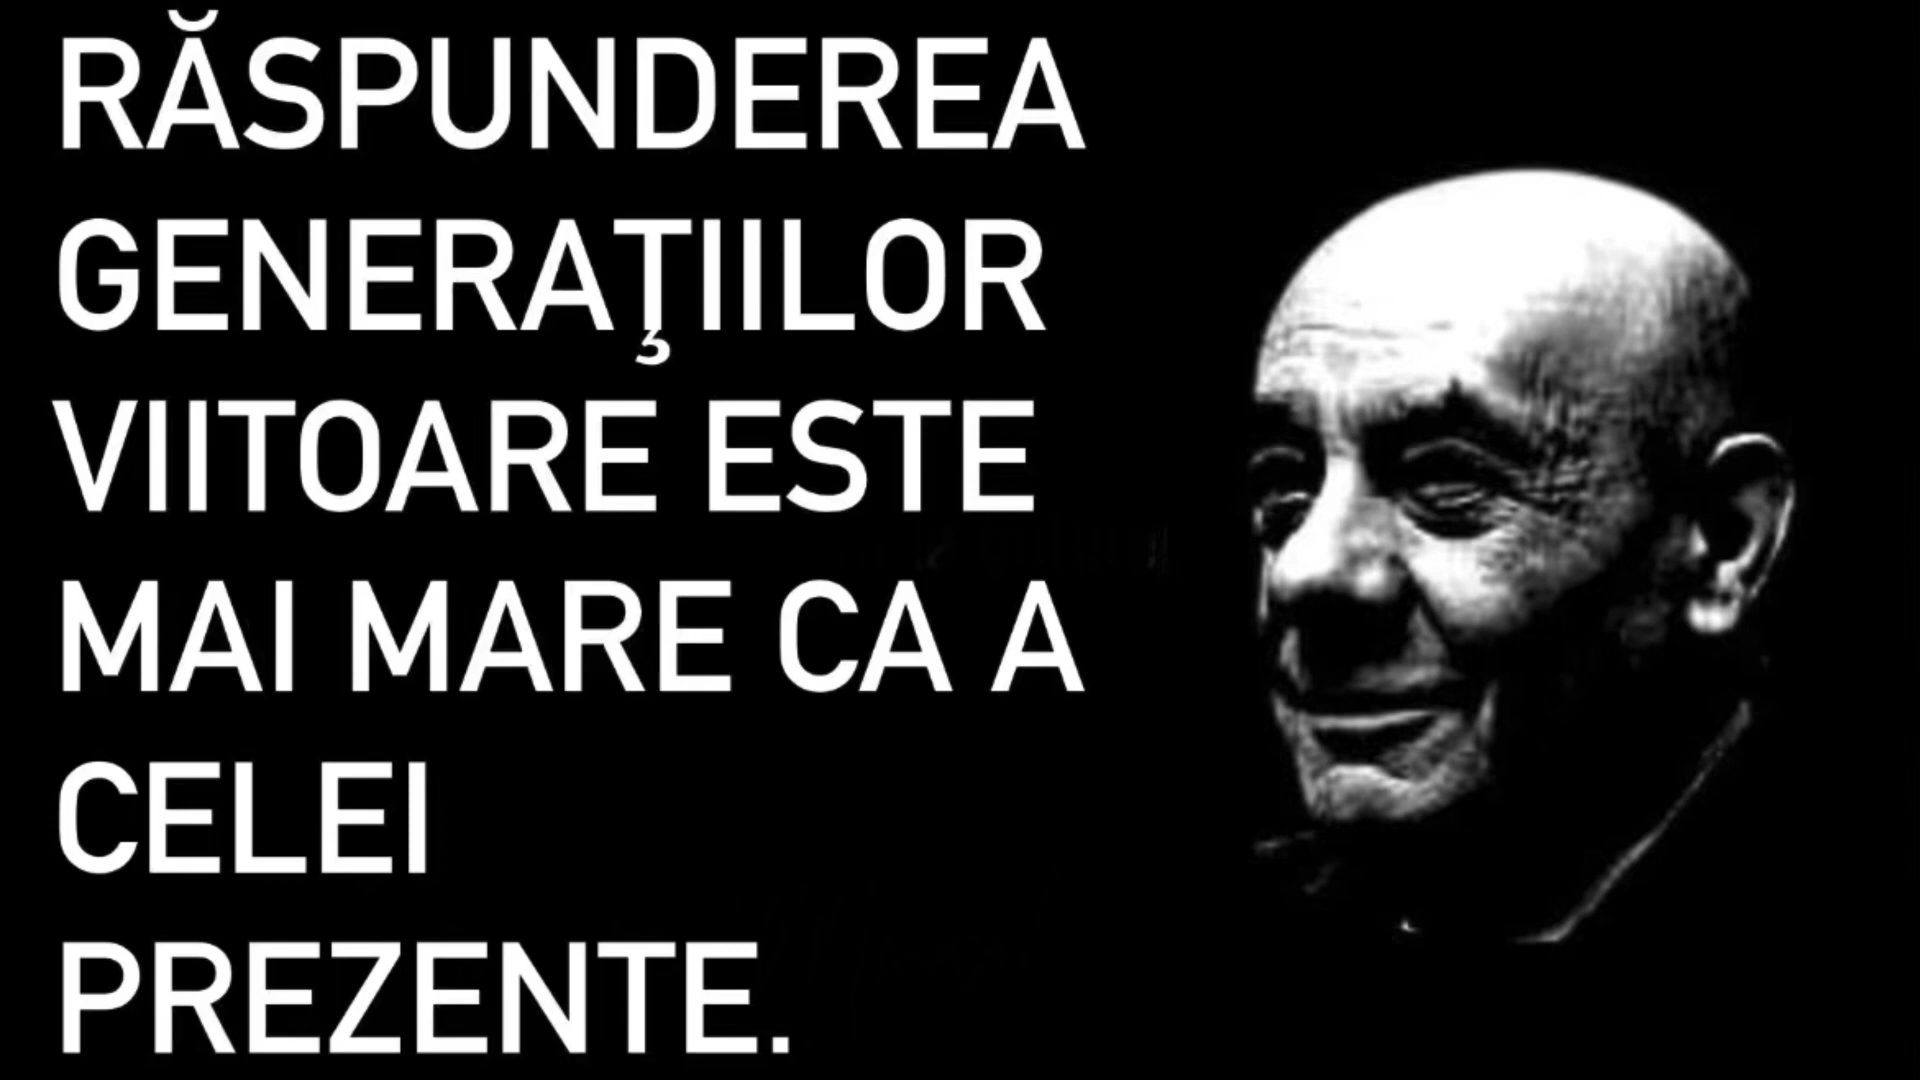 RĂSPUNDEREA
GENERAŢIILOR
VIITOARE ESTE
MAI MARE CA A
CELEI
PREZENTE.